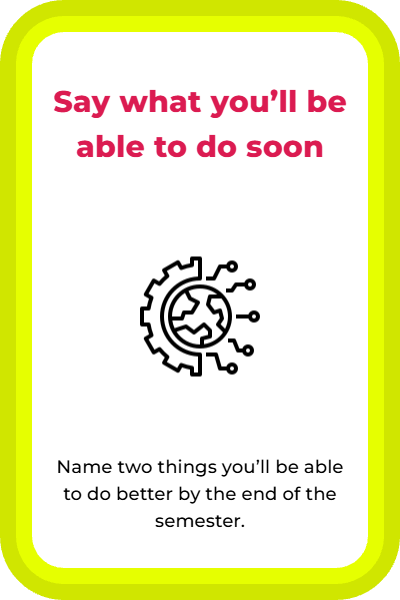 Say what you’ll be
able to do soon
Name two things you’ll be able
to do better by the end of the
semester.